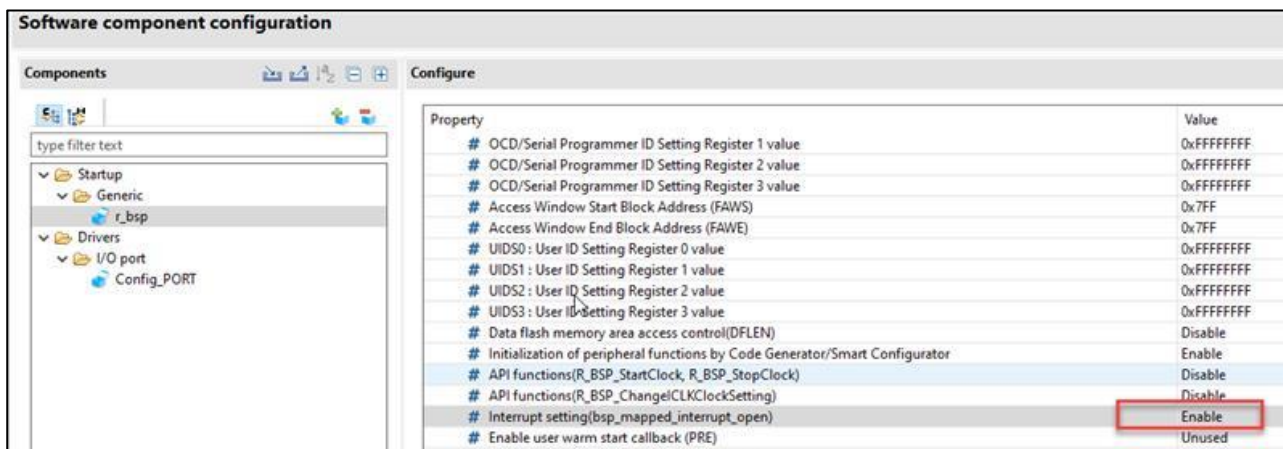 Software component configuration
Components
type filter text
Startup
Generic
r_bsp
Drivers
I/O port
Config_PORT
Configure
Property Value
# OCD/Serial Programmer ID Setting Register 1 value 0xFFFFFFFF
# OCD/Serial Programmer ID Setting Register 2 value 0xFFFFFFFF
# OCD/Serial Programmer ID Setting Register 3 value 0xFFFFFFFF
# Access Window Start Block Address (FAWS) 0x7FF
# Access Window End Block Address (FAWE) 0x7FF
# UIDS0 : User ID Setting Register 0 value 0xFFFFFFFF
# UIDS1 : User ID Setting Register 1 value 0xFFFFFFFF
# UIDS2 : User ID Setting Register 2 value 0xFFFFFFFF
# UIDS3 : User ID Setting Register 3 value 0xFFFFFFFF
# Data flash memory area access control(DFLEN) Disable
# Initialization of peripheral functions by Code Generator/Smart Configurator Enable
# API functions(R_BSP_StartClock, R_BSP_StopClock) Disable
# API functions(R_BSP_ChangeICLKClockSetting) Disable
# Interrupt setting(bsp_mapped_interrupt_open) Enable
# Enable user warm start callback (PRE) Unused